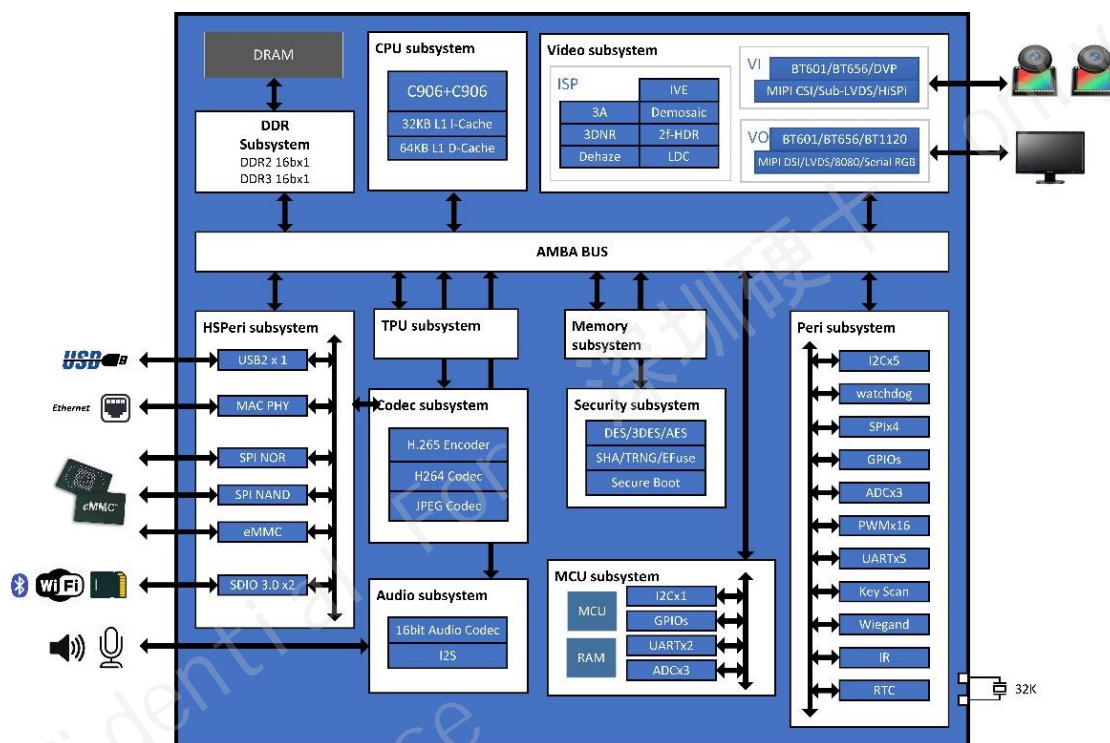 DRAM
DDR
Subsystem
DDR2 16bx1
DDR3 16bx1
CPU subsystem
C906+C906
32KB L1 I-Cache
64KB L1 D-Cache
Video subsystem
ISP
IVE
3A
Demosaic
3DNR
2f-HDR
Dehaze
LDC
VI
BT601/BT656/DVP
MIPI CSI/Sub-LVDS/HiSPi
VO
BT601/BT656/BT1120
MIPI DSI/LVDS/8080/Serial RGB
AMBA BUS
HSPeri subsystem
USB2 x 1
MAC PHY
SPI NOR
SPI NAND
eMMC
SDIO 3.0 x2
USB
Ethernet
eMMC
WiFi
TPU subsystem
Codec subsystem
H.265 Encoder
H264 Codec
JPEG Codec
Audio subsystem
16bit Audio Codec
I2S
Memory
subsystem
Security subsystem
DES/3DES/AES
SHA/TRNG/EFuse
Secure Boot
MCU subsystem
MCU
RAM
I2Cx1
GPIOs
UARTx2
ADCx3
Peri subsystem
I2Cx5
watchdog
SPIx4
GPIOs
ADCx3
PWMx16
UARTx5
Key Scan
Wiegand
IR
RTC
32K
For 深圳硬十 only